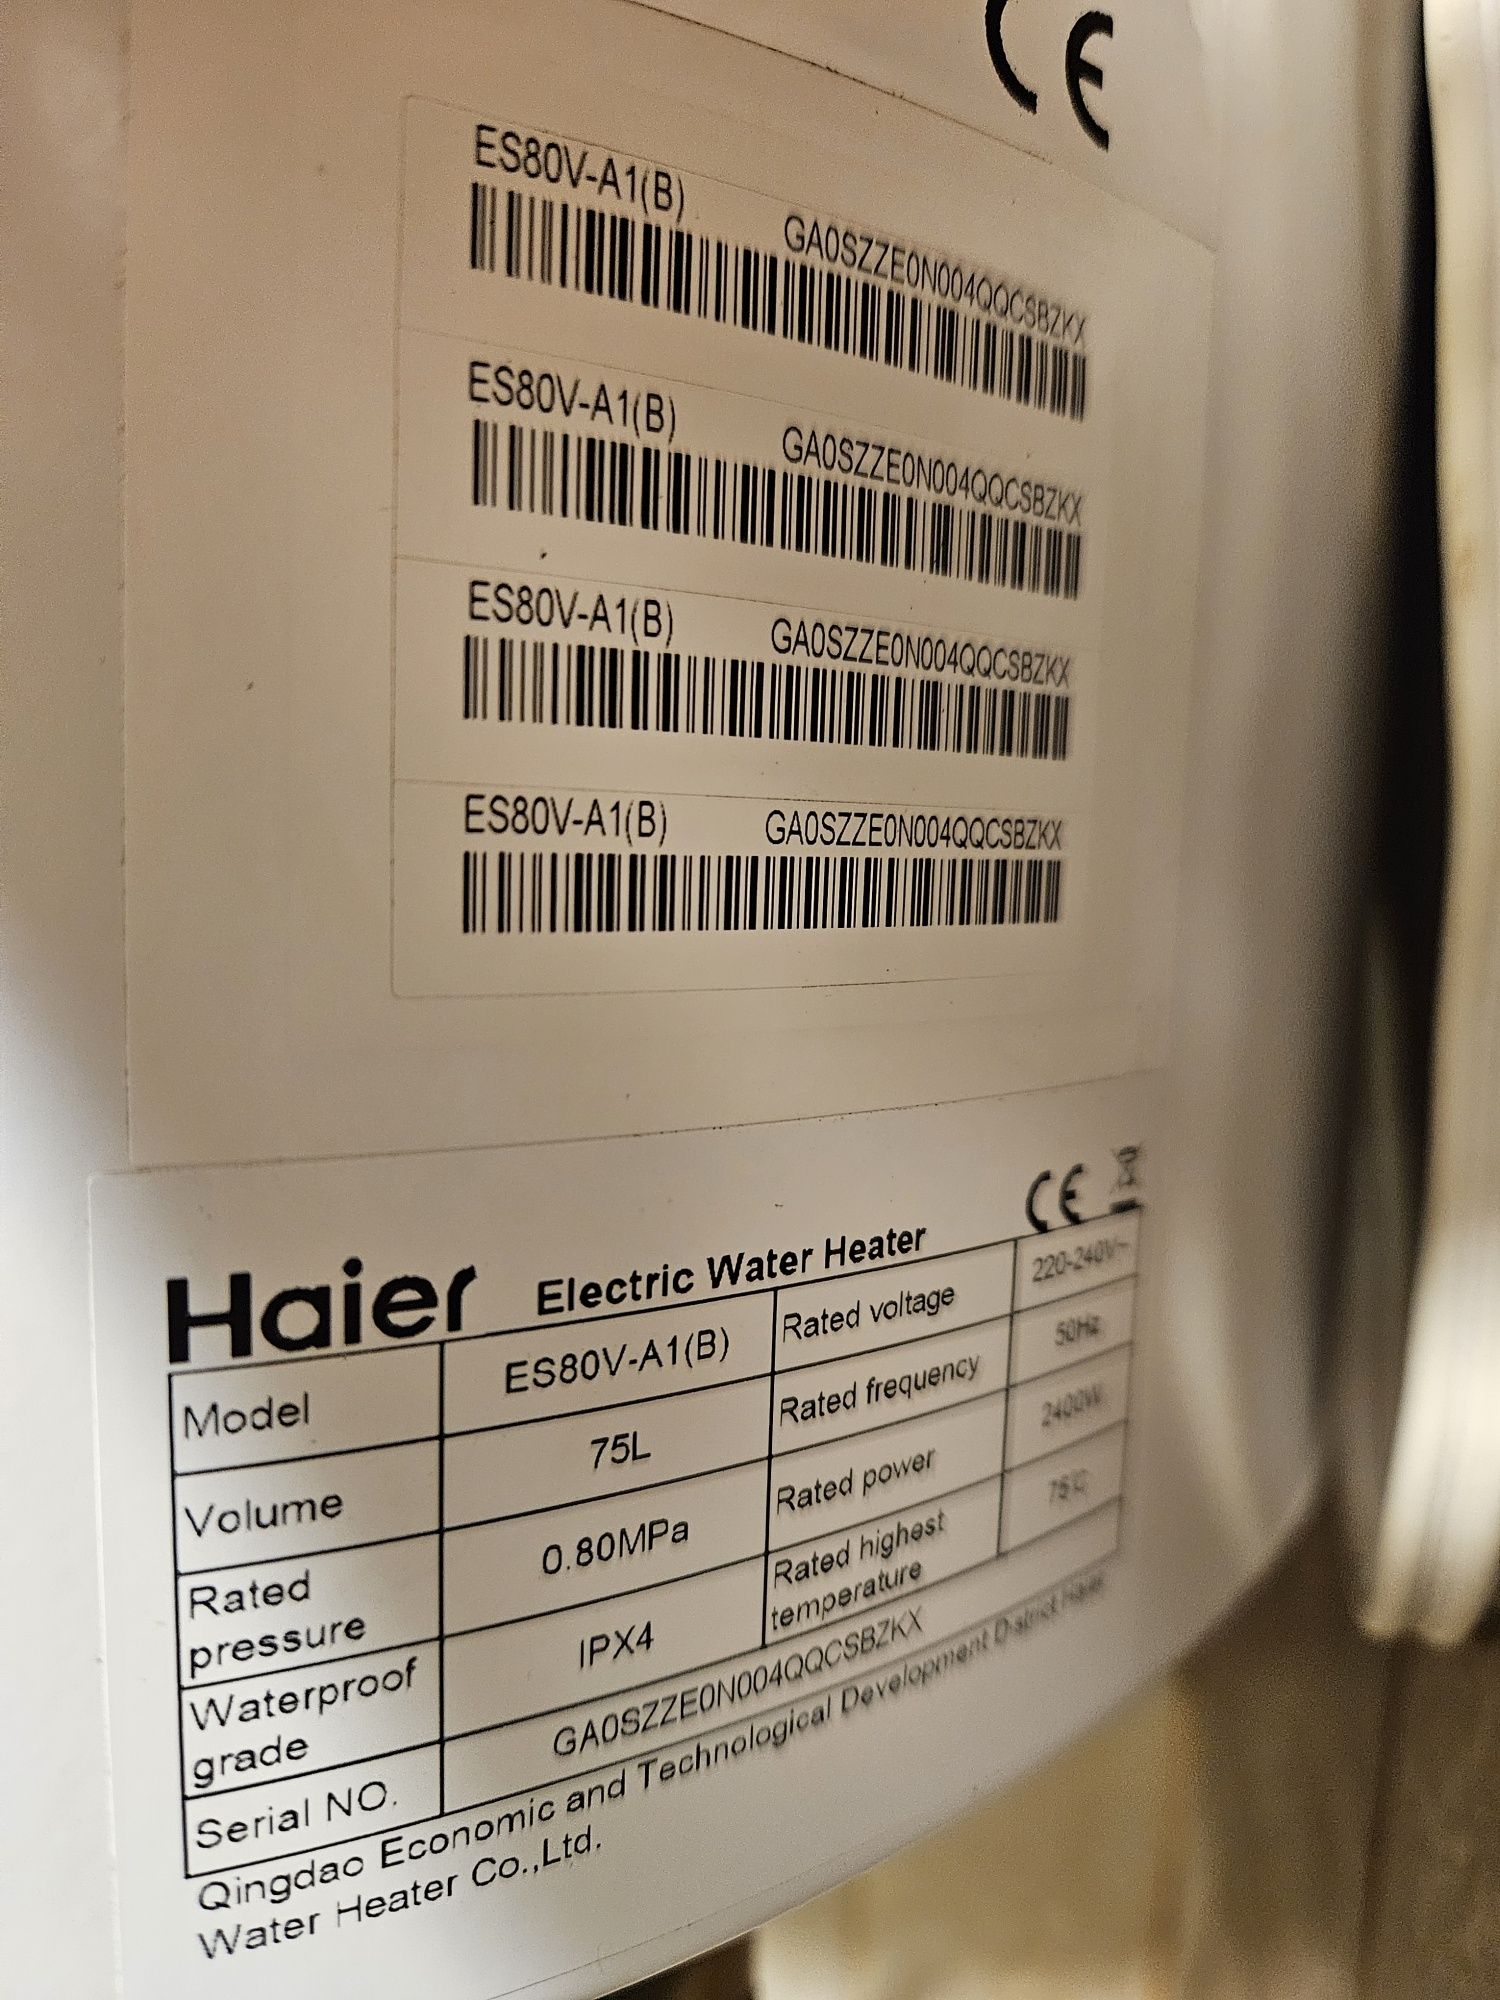 CE
ES80V-A1(B) GA0SZZE0N004QQCSBZKX
ES80V-A1(B) GA0SZZE0N004QQCSBZKX
ES80V-A1(B) GA0SZZE0N004QQCSBZKX
ES80V-A1(B) GA0SZZE0N004QQCSBZKX
CE
Haier Electric Water Heater
Model ES80V-A1(B) Rated voltage 220-240V~
Volume 75L Rated frequency 50Hz
Rated pressure 0.80MPa Rated power 2400W
Waterproof grade IPX4 Rated highest temperature 75℃
Serial NO. GA0SZZE0N004QQCSBZKX
Qingdao Economic and Technological Development District Haier
Water Heater Co.,Ltd.